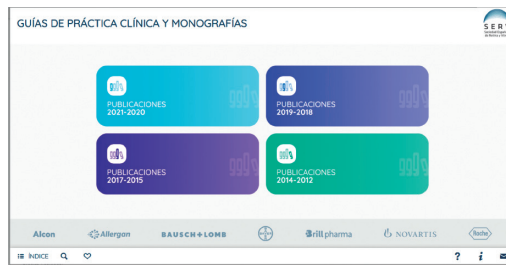 GUÍAS DE PRÁCTICA CLÍNICA Y MONOGRAFÍAS
SERV
PUBLICACIONES
2021-2020
PUBLICACIONES
2019-2018
PUBLICACIONES
2017-2015
PUBLICACIONES
2014-2012
Alcon
Allergan
BAUSCH+LOMB
BAYER
Brill pharma
NOVARTIS
Roche
ÍNDICE
?
i